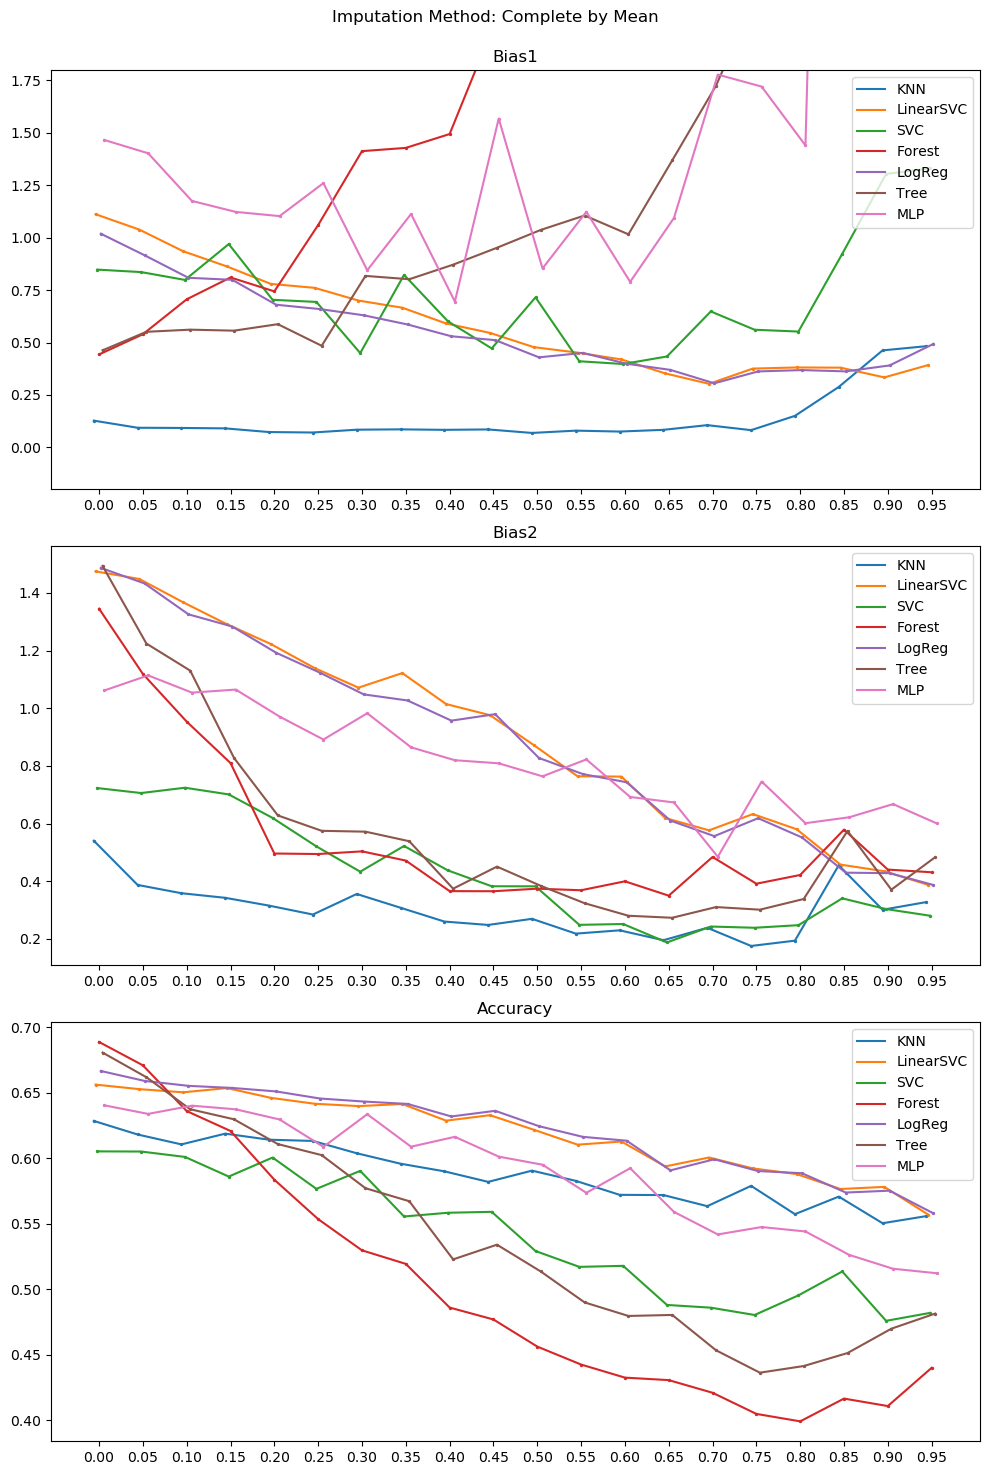 Imputation Method: Complete by Mean
Bias1
1.75
1.50
1.25
1.00
0.75
0.50
0.25
0.00
KNN
LinearSVC
SVC
Forest
LogReg
Tree
MLP
0.00 0.05 0.10 0.15 0.20 0.25 0.30 0.35 0.40 0.45 0.50 0.55 0.60 0.65 0.70 0.75 0.80 0.85 0.90 0.95
Bias2
1.4
1.2
1.0
0.8
0.6
0.4
0.2
KNN
LinearSVC
SVC
Forest
LogReg
Tree
MLP
0.00 0.05 0.10 0.15 0.20 0.25 0.30 0.35 0.40 0.45 0.50 0.55 0.60 0.65 0.70 0.75 0.80 0.85 0.90 0.95
Accuracy
0.70
0.65
0.60
0.55
0.50
0.45
0.40
KNN
LinearSVC
SVC
Forest
LogReg
Tree
MLP
0.00 0.05 0.10 0.15 0.20 0.25 0.30 0.35 0.40 0.45 0.50 0.55 0.60 0.65 0.70 0.75 0.80 0.85 0.90 0.95